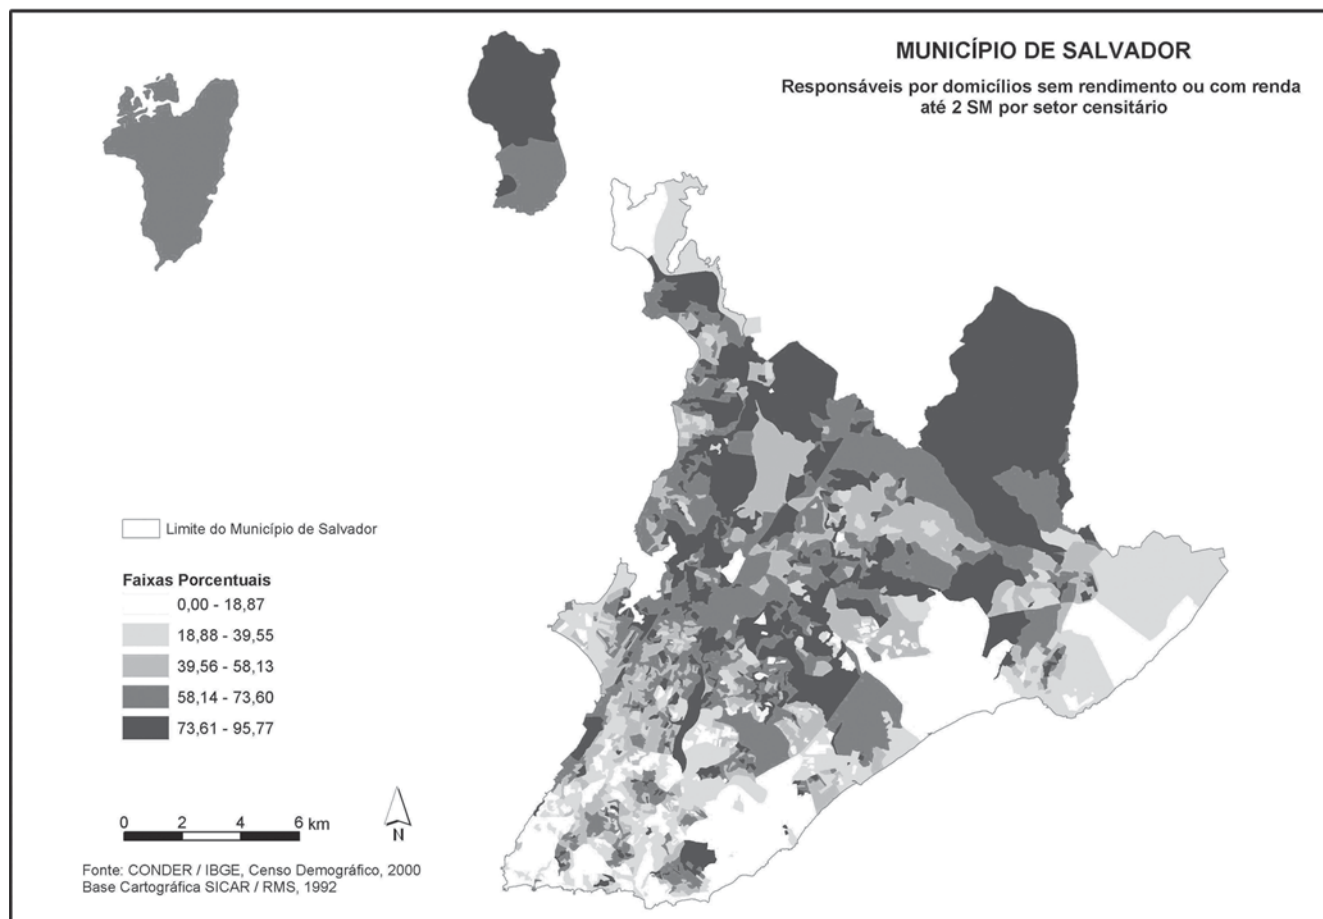 MUNICÍPIO DE SALVADOR
Responsáveis por domicílios sem rendimento ou com renda
até 2 SM por setor censitário
Limite do Município de Salvador
Faixas Porcentuais
0,00 - 18,87
18,88 - 39,55
39,56 - 58,13
58,14 - 73,60
73,61 - 95,77
0 2 4 6 km
N
Fonte: CONDER / IBGE, Censo Demográfico, 2000
Base Cartográfica SICAR / RMS, 1992